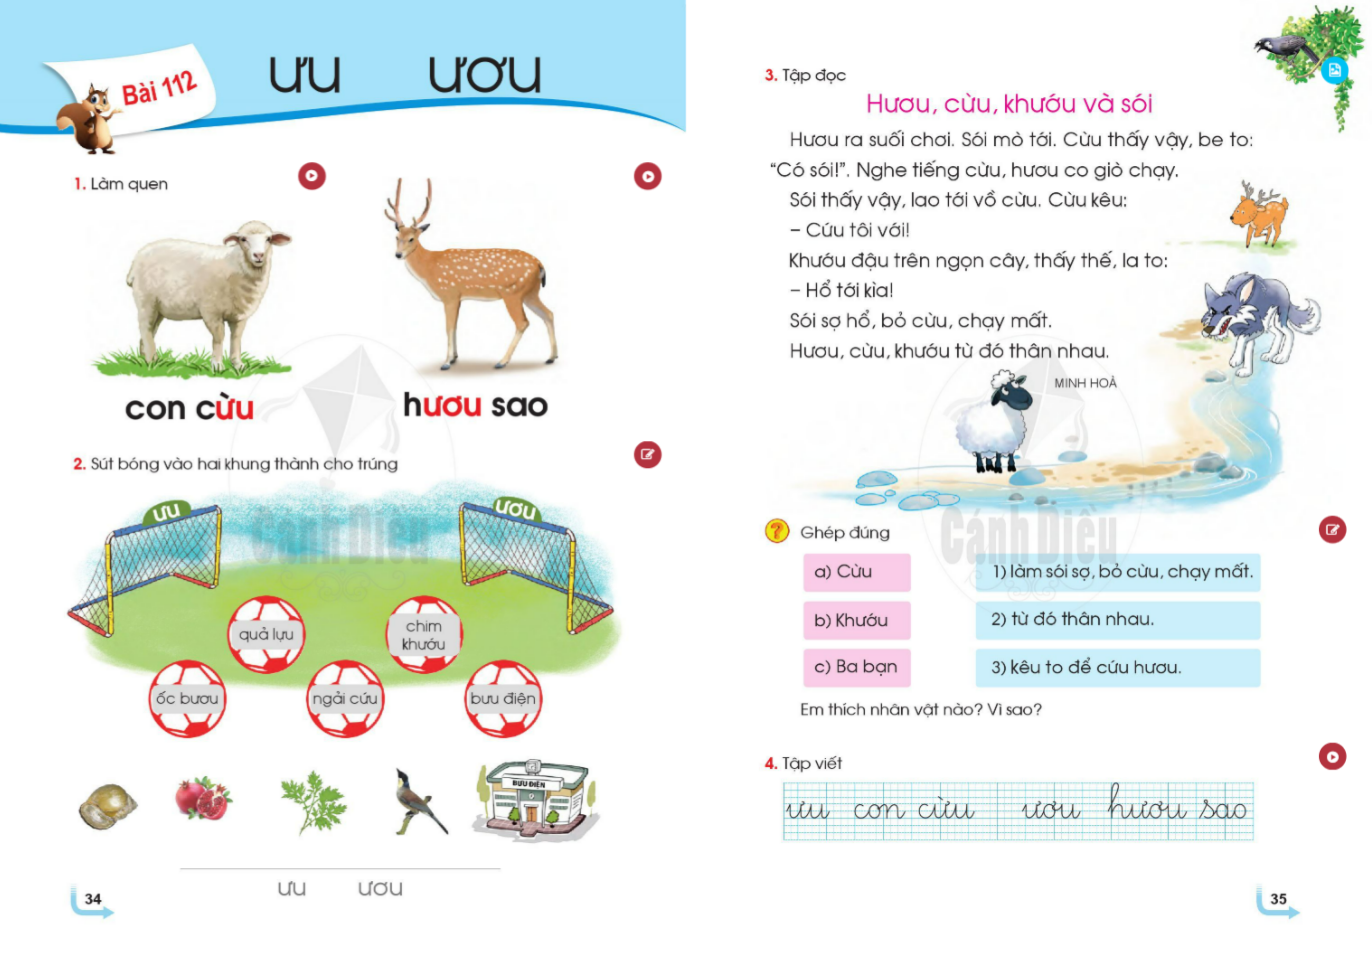 Bài 112
ưu ươu
1. Làm quen
con cừu
hươu sao
2. Sút bóng vào hai khung thành cho trúng
ưu
ươu
quả lựu
chim
khướu
ốc bươu
ngải cứu
bưu điện
BƯU ĐIỆN
ưu ươu
34
3. Tập đọc
Hươu, cừu, khướu và sói
Hươu ra suối chơi. Sói mò tới. Cừu thấy vậy, be to:
“Có sói!”. Nghe tiếng cừu, hươu co giò chạy.
Sói thấy vậy, lao tới vồ cừu. Cừu kêu:
– Cứu tôi với!
Khướu đậu trên ngọn cây, thấy thế, la to:
– Hổ tới kìa!
Sói sợ hổ, bỏ cừu, chạy mất.
Hươu, cừu, khướu từ đó thân nhau.
MINH HOÀ
Cánh Diều
Cánh Diều
? Ghép đúng
a) Cừu
1) làm sói sợ, bỏ cừu, chạy mất.
b) Khướu
2) từ đó thân nhau.
c) Ba bạn
3) kêu to để cứu hươu.
Em thích nhân vật nào? Vì sao?
4. Tập viết
ưu con cừu ươu hươu sao
35